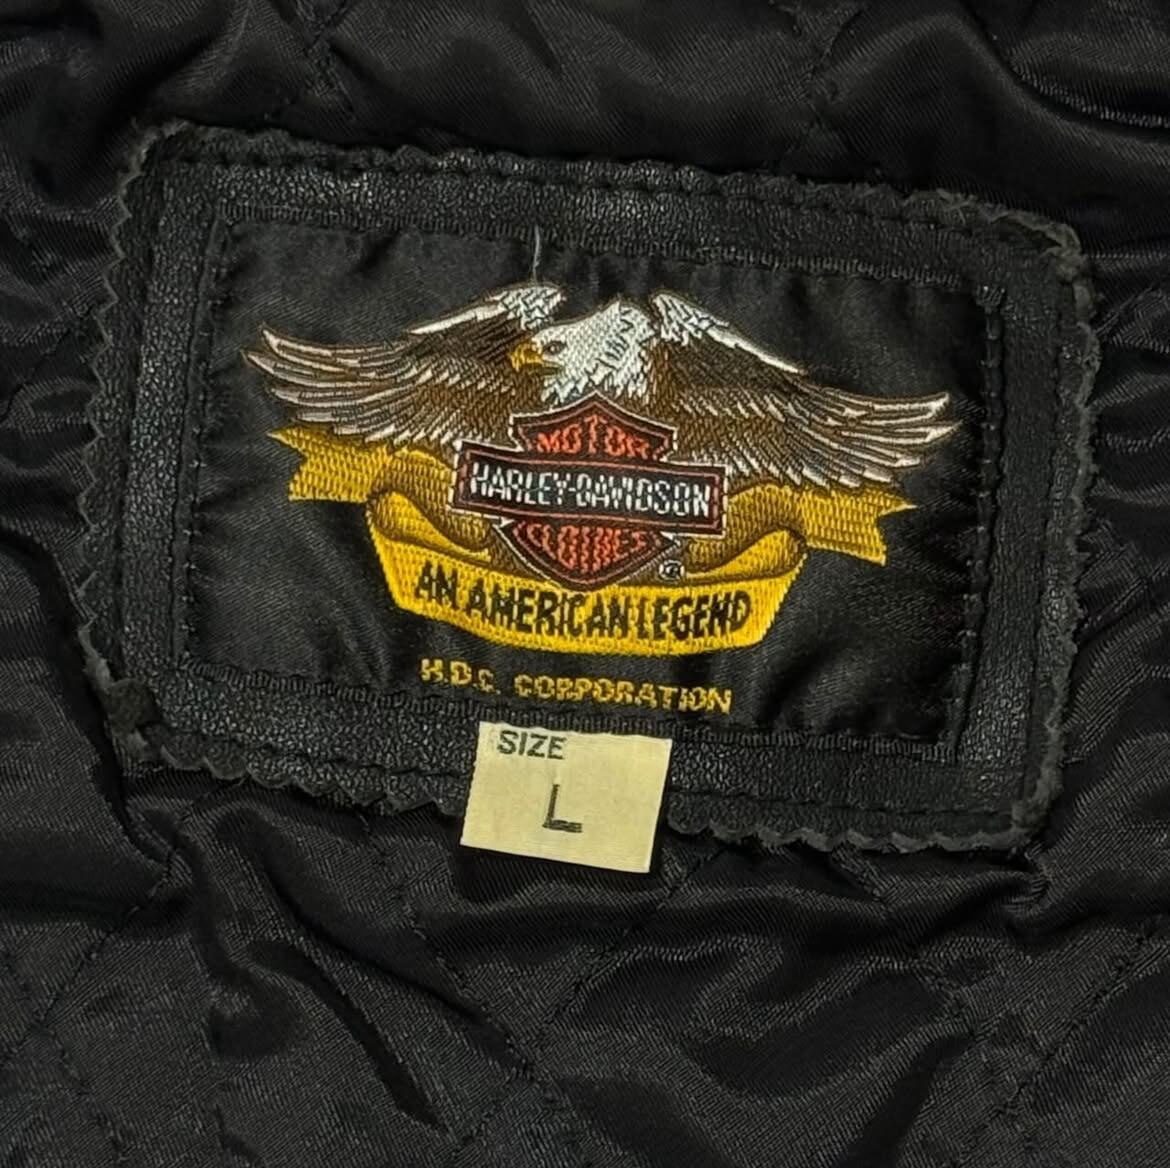 MOTOR
HARLEY-DAVIDSON
CLOTHES
®
AN AMERICAN LEGEND
H.D.C. CORPORATION
SIZE
L